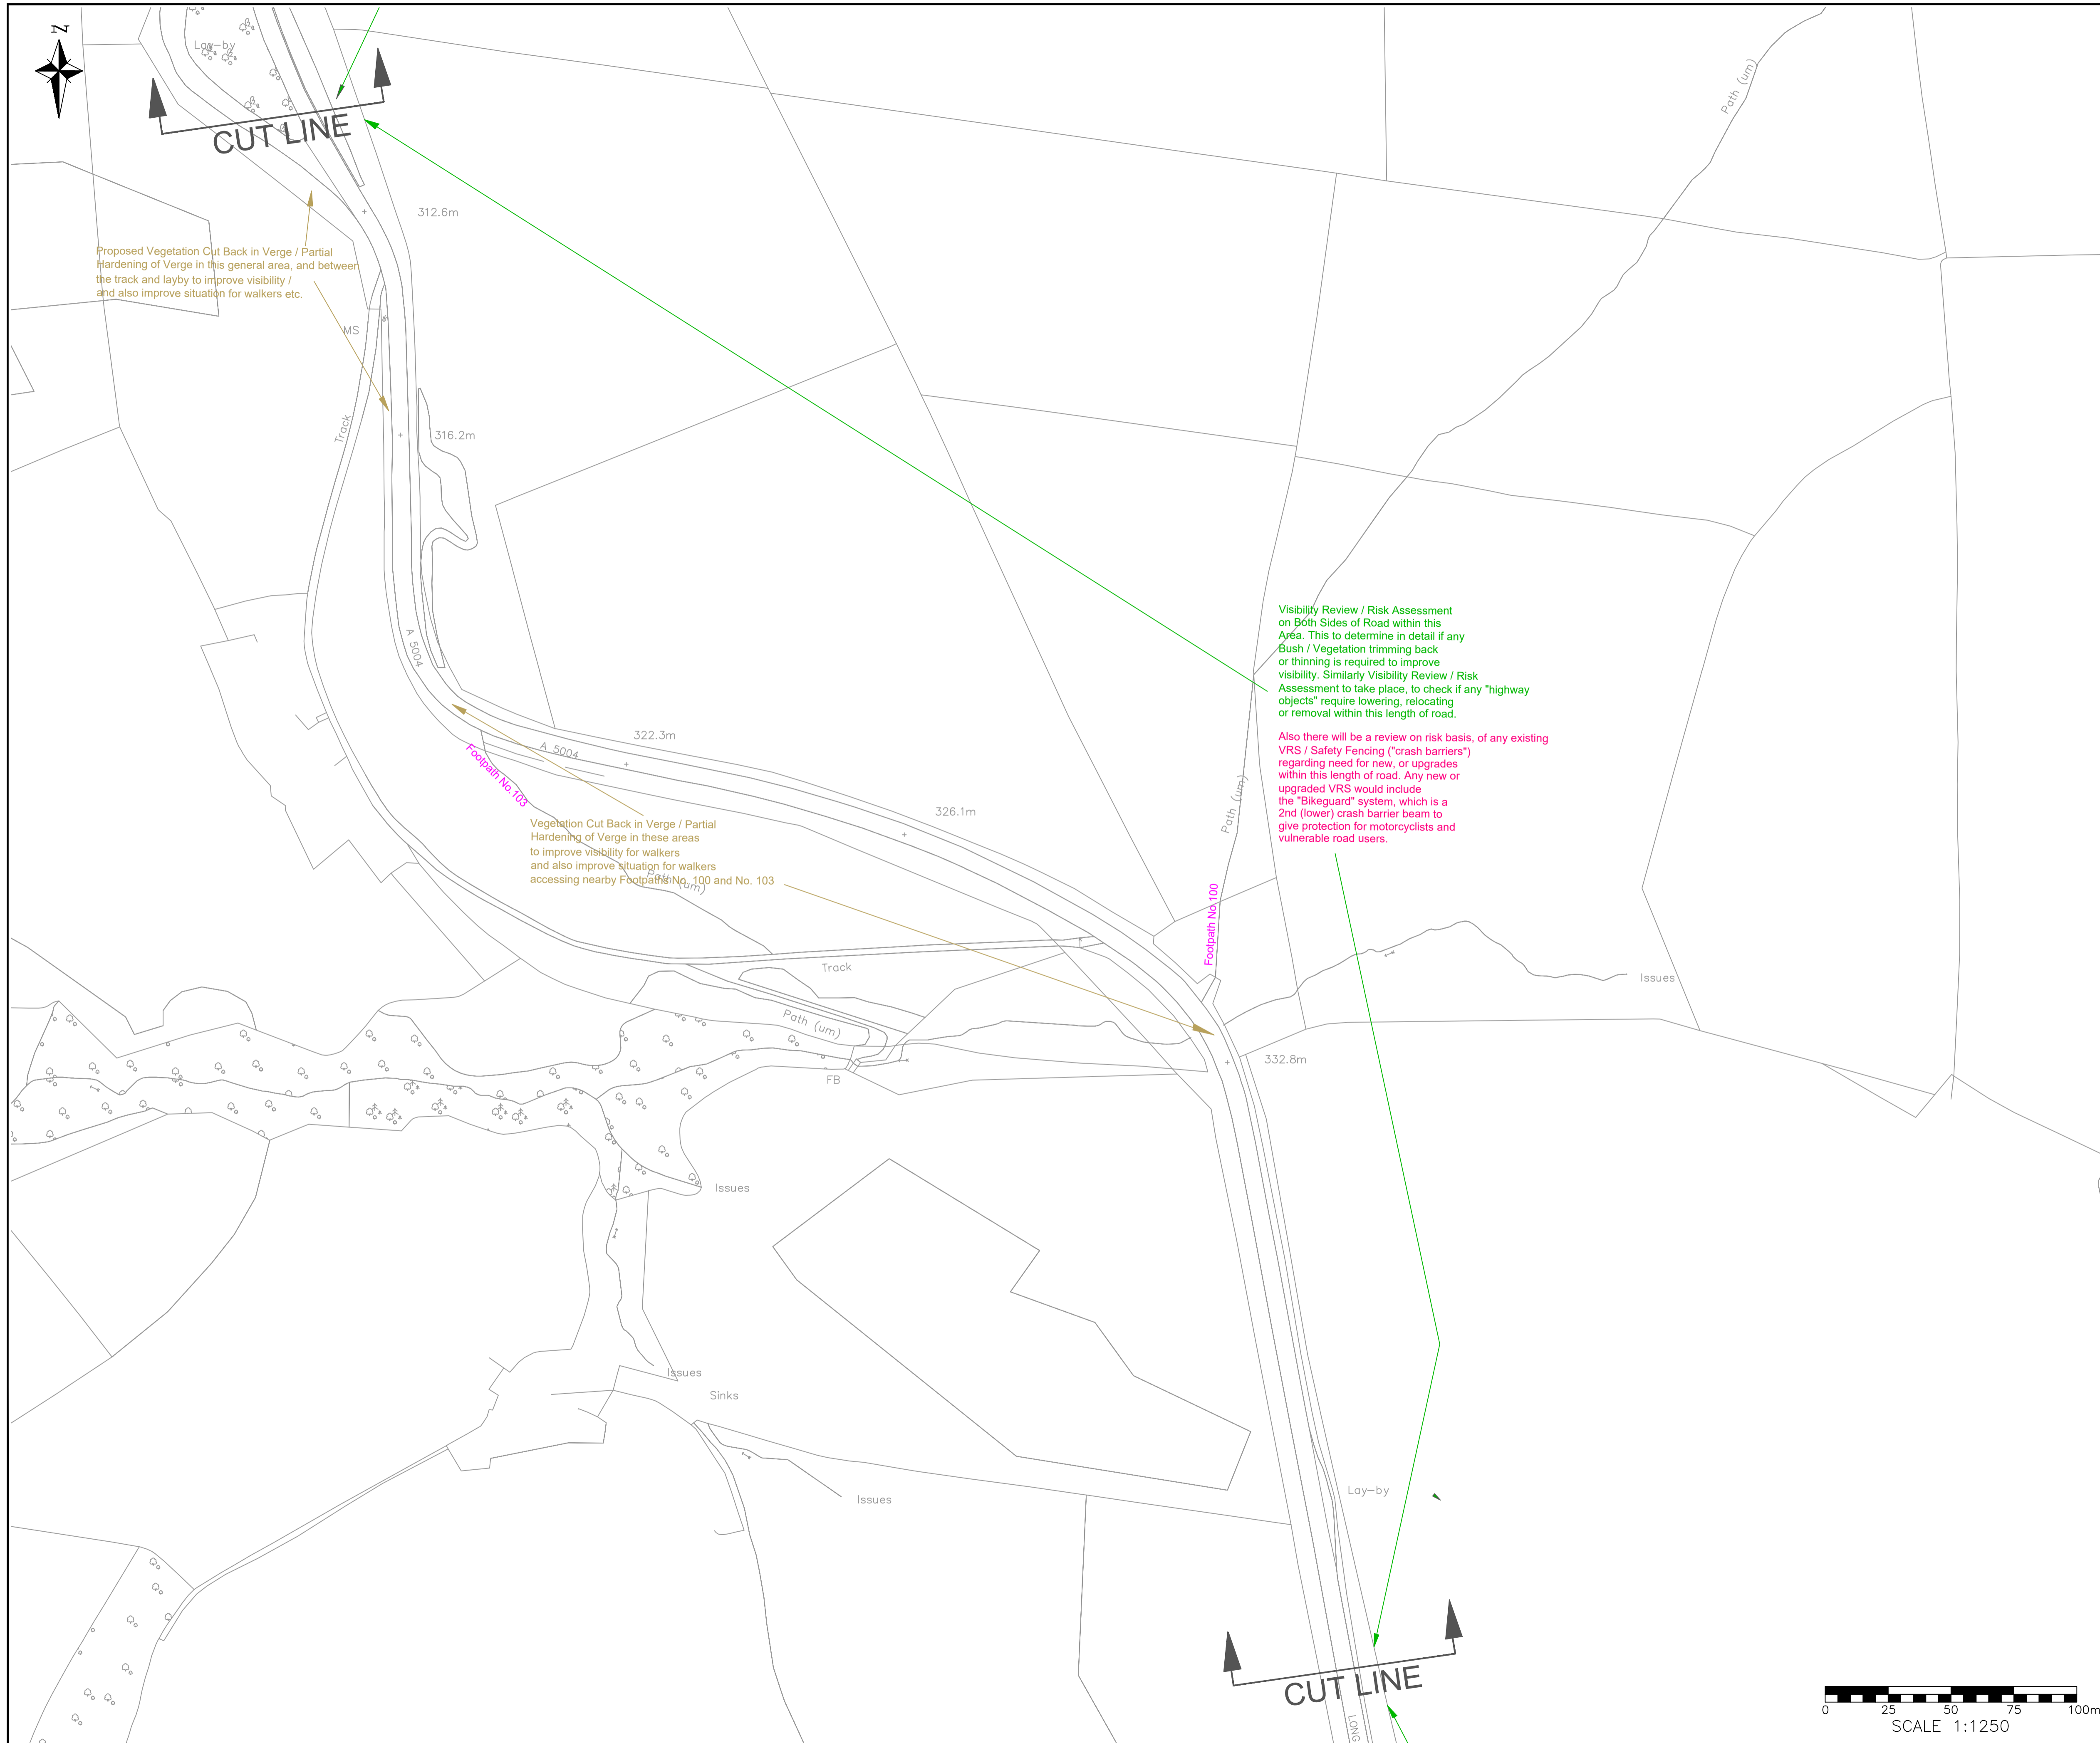 N
Lay-by
CUT LINE
Path (um)
312.6m
Proposed Vegetation Cut Back in Verge / Partial
Hardening of Verge in this general area, and between
the track and layby to improve visibility /
and also improve situation for walkers etc.
MS
Track
316.2m
A 5004
Visibility Review / Risk Assessment
on Both Sides of Road within this
Area. This to determine in detail if any
Bush / Vegetation trimming back
or thinning is required to improve
visibility. Similarly Visibility Review / Risk
Assessment to take place, to check if any "highway
objects" require lowering, relocating
or removal within this length of road.
Also there will be a review on risk basis, of any existing
VRS / Safety Fencing ("crash barriers")
regarding need for new, or upgrades
within this length of road. Any new or
upgraded VRS would include
the "Bikeguard" system, which is a
2nd (lower) crash barrier beam to
give protection for motorcyclists and
vulnerable road users.
322.3m
A 5004
Footpath No.103
326.1m
Path (um)
Vegetation Cut Back in Verge / Partial
Hardening of Verge in these areas
to improve visibility for walkers
and also improve situation for walkers
accessing nearby Footpaths No. 100 and No. 103
Path (um)
Footpath No.100
Track
Issues
Path (um)
332.8m
FB
Issues
Issues
Sinks
Lay-by
Issues
CUT LINE
LONG
0 25 50 75 100m
SCALE 1:1250